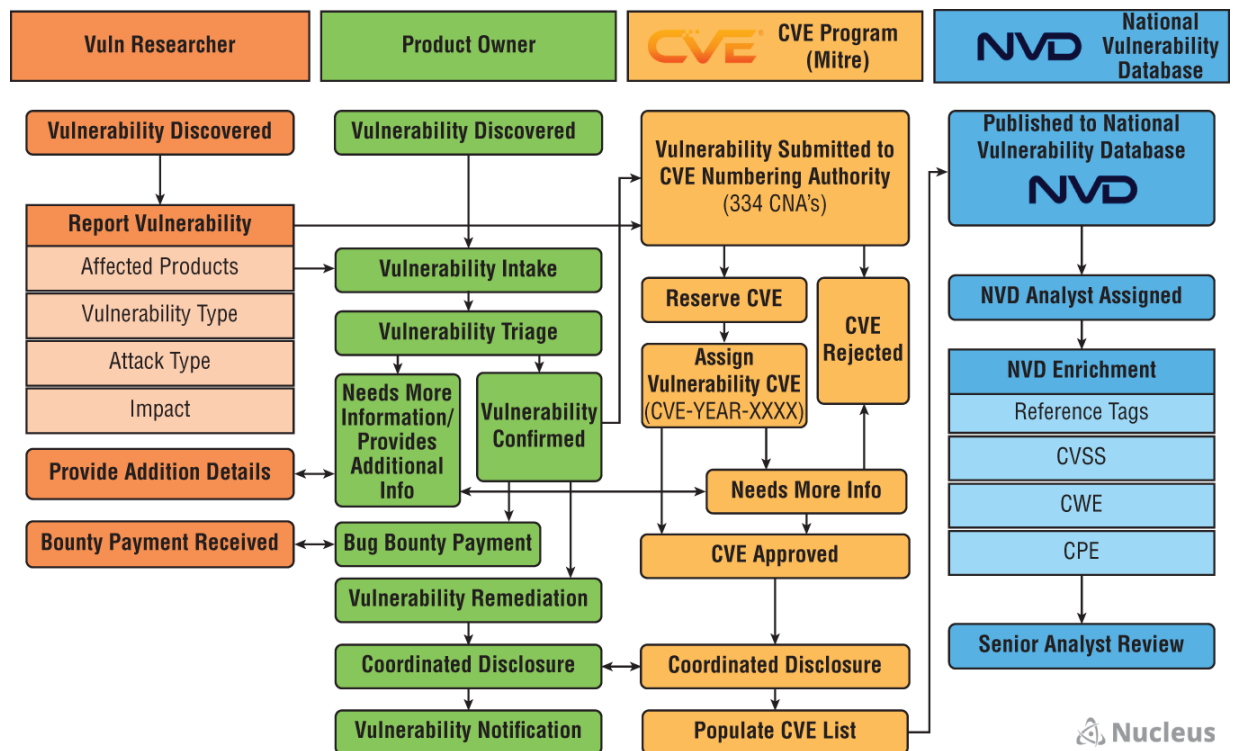 Vuln Researcher
Product Owner
CVE
CVE Program
(Mitre)
NVD
National
Vulnerability
Database
Vulnerability Discovered
Report Vulnerability
Affected Products
Vulnerability Type
Attack Type
Impact
Provide Addition Details
Bounty Payment Received
Vulnerability Discovered
Vulnerability Intake
Vulnerability Triage
Needs More
Information/
Provides
Additional
Info
Vulnerability
Confirmed
Bug Bounty Payment
Vulnerability Remediation
Coordinated Disclosure
Vulnerability Notification
Vulnerability Submitted to
CVE Numbering Authority
(334 CNA's)
Reserve CVE
CVE
Rejected
Assign
Vulnerability CVE
(CVE-YEAR-XXXX)
Needs More Info
CVE Approved
Coordinated Disclosure
Populate CVE List
Published to National
Vulnerability Database
NVD
NVD Analyst Assigned
NVD Enrichment
Reference Tags
CVSS
CWE
CPE
Senior Analyst Review
Nucleus